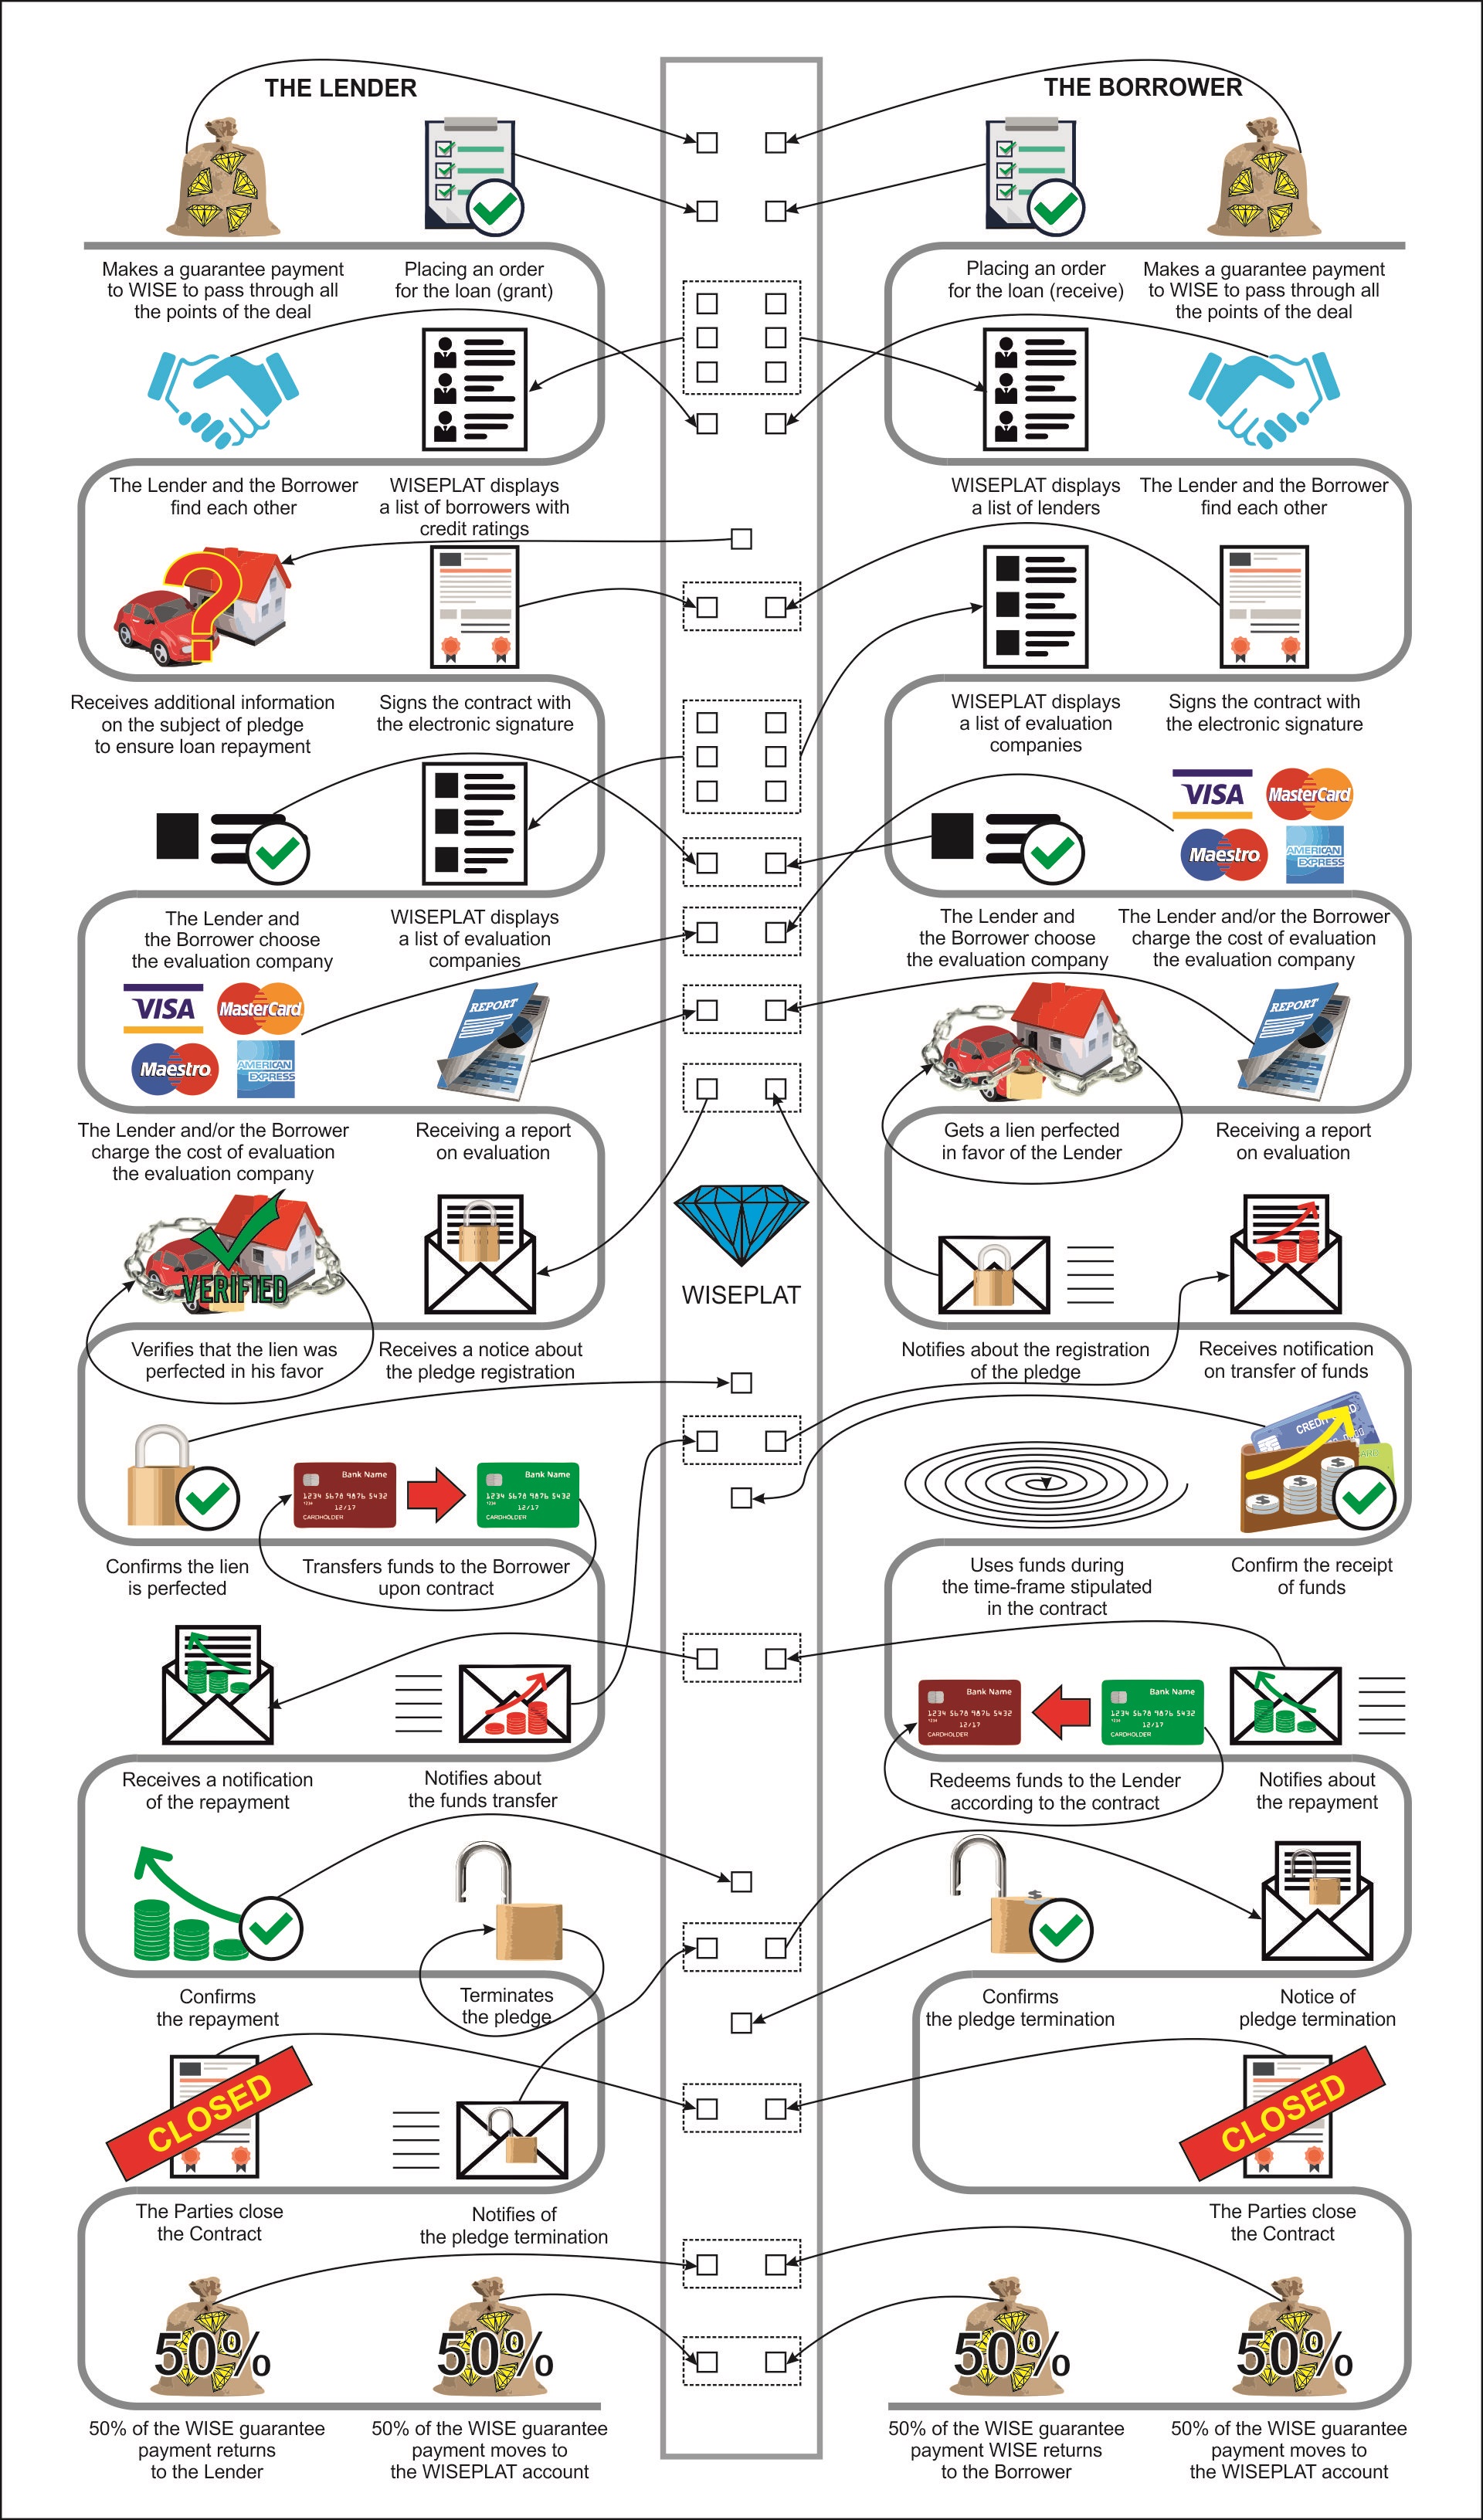 THE LENDER
THE BORROWER
Makes a guarantee payment
to WISE to pass through all
the points of the deal
Placing an order
for the loan (grant)
Placing an order
for the loan (receive)
Makes a guarantee payment
to WISE to pass through all
the points of the deal
The Lender and the Borrower
find each other
WISEPLAT displays
a list of borrowers with
credit ratings
WISEPLAT displays
a list of lenders
The Lender and the Borrower
find each other
?
Receives additional information
on the subject of pledge
to ensure loan repayment
Signs the contract with
the electronic signature
WISEPLAT displays
a list of evaluation
companies
Signs the contract with
the electronic signature
VISA
MasterCard
Maestro
AMERICAN
EXPRESS
The Lender and
the Borrower choose
the evaluation company
WISEPLAT displays
a list of evaluation
companies
The Lender and
the Borrower choose
the evaluation company
The Lender and/or the Borrower
charge the cost of evaluation
the evaluation company
VISA
MasterCard
Maestro
AMERICAN
EXPRESS
REPORT
REPORT
The Lender and/or the Borrower
charge the cost of evaluation
the evaluation company
Receiving a report
on evaluation
Gets a lien perfected
in favor of the Lender
Receiving a report
on evaluation
VERIFIED
WISEPLAT
Verifies that the lien was
perfected in his favor
Receives a notice about
the pledge registration
Notifies about the registration
of the pledge
Receives notification
on transfer of funds
Bank Name
1234 5678 9876 5432
1234
12/17
CARDHOLDER
Bank Name
1234 5678 9876 5432
1234
12/17
CARDHOLDER
Confirms the lien
is perfected
Transfers funds to the Borrower
upon contract
Uses funds during
the time-frame stipulated
in the contract
Confirm the receipt
of funds
Bank Name
1234 5678 9876 5432
1234
12/17
CARDHOLDER
Bank Name
1234 5678 9876 5432
1234
12/17
CARDHOLDER
Receives a notification
of the repayment
Notifies about
the funds transfer
Redeems funds to the Lender
according to the contract
Notifies about
the repayment
Confirms
the repayment
Terminates
the pledge
Confirms
the pledge termination
Notice of
pledge termination
CLOSED
CLOSED
The Parties close
the Contract
Notifies of
the pledge termination
The Parties close
the Contract
50%
50%
50%
50%
50% of the WISE guarantee
payment returns
to the Lender
50% of the WISE guarantee
payment moves to
the WISEPLAT account
50% of the WISE guarantee
payment WISE returns
to the Borrower
50% of the WISE guarantee
payment moves to
the WISEPLAT account